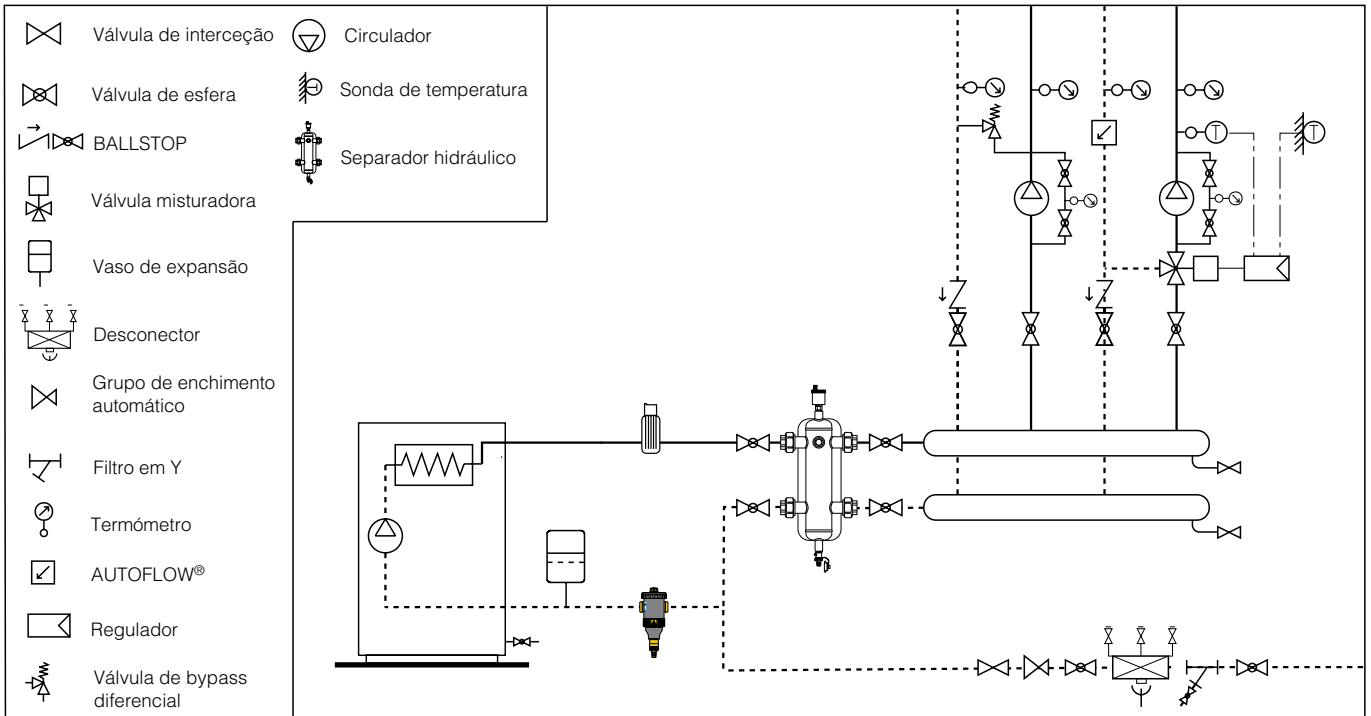 Válvula de interceção
Circulador
Válvula de esfera
Sonda de temperatura
BALLSTOP
Separador hidráulico
Válvula misturadora
Vaso de expansão
Desconector
Grupo de enchimento
automático
Filtro em Y
Termómetro
AUTOFLOW®
Regulador
Válvula de bypass
diferencial
T
T